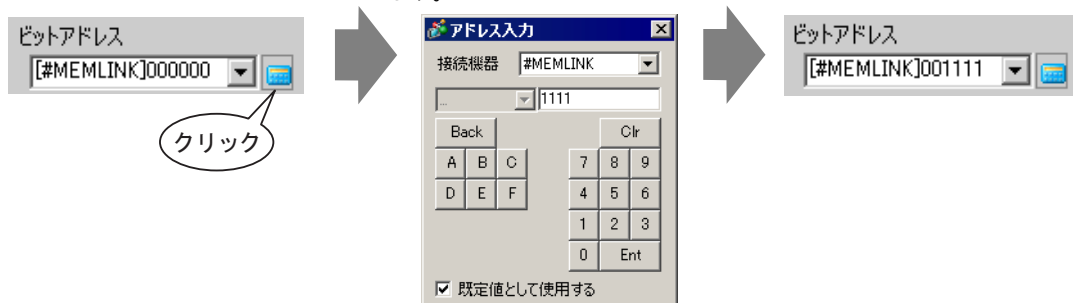 ビットアドレス
[#MEMLINK]000000
クリック
アドレス入力
接続機器 #MEMLINK
... 1111
Back Clr
A B C 7 8 9
D E F 4 5 6
1 2 3
0 Ent
既定値として使用する
ビットアドレス
[#MEMLINK]001111